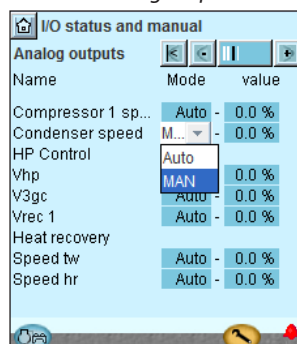 I/O status and manual
Analog outputs
Name Mode value
Compressor 1 sp... Auto - 0.0 %
Condenser speed M... - 0.0 %
HP Control Auto
Vhp MAN 0.0 %
V3gc Auto - 0.0 %
Vrec 1 Auto - 0.0 %
Heat recovery
Speed tw Auto - 0.0 %
Speed hr Auto - 0.0 %